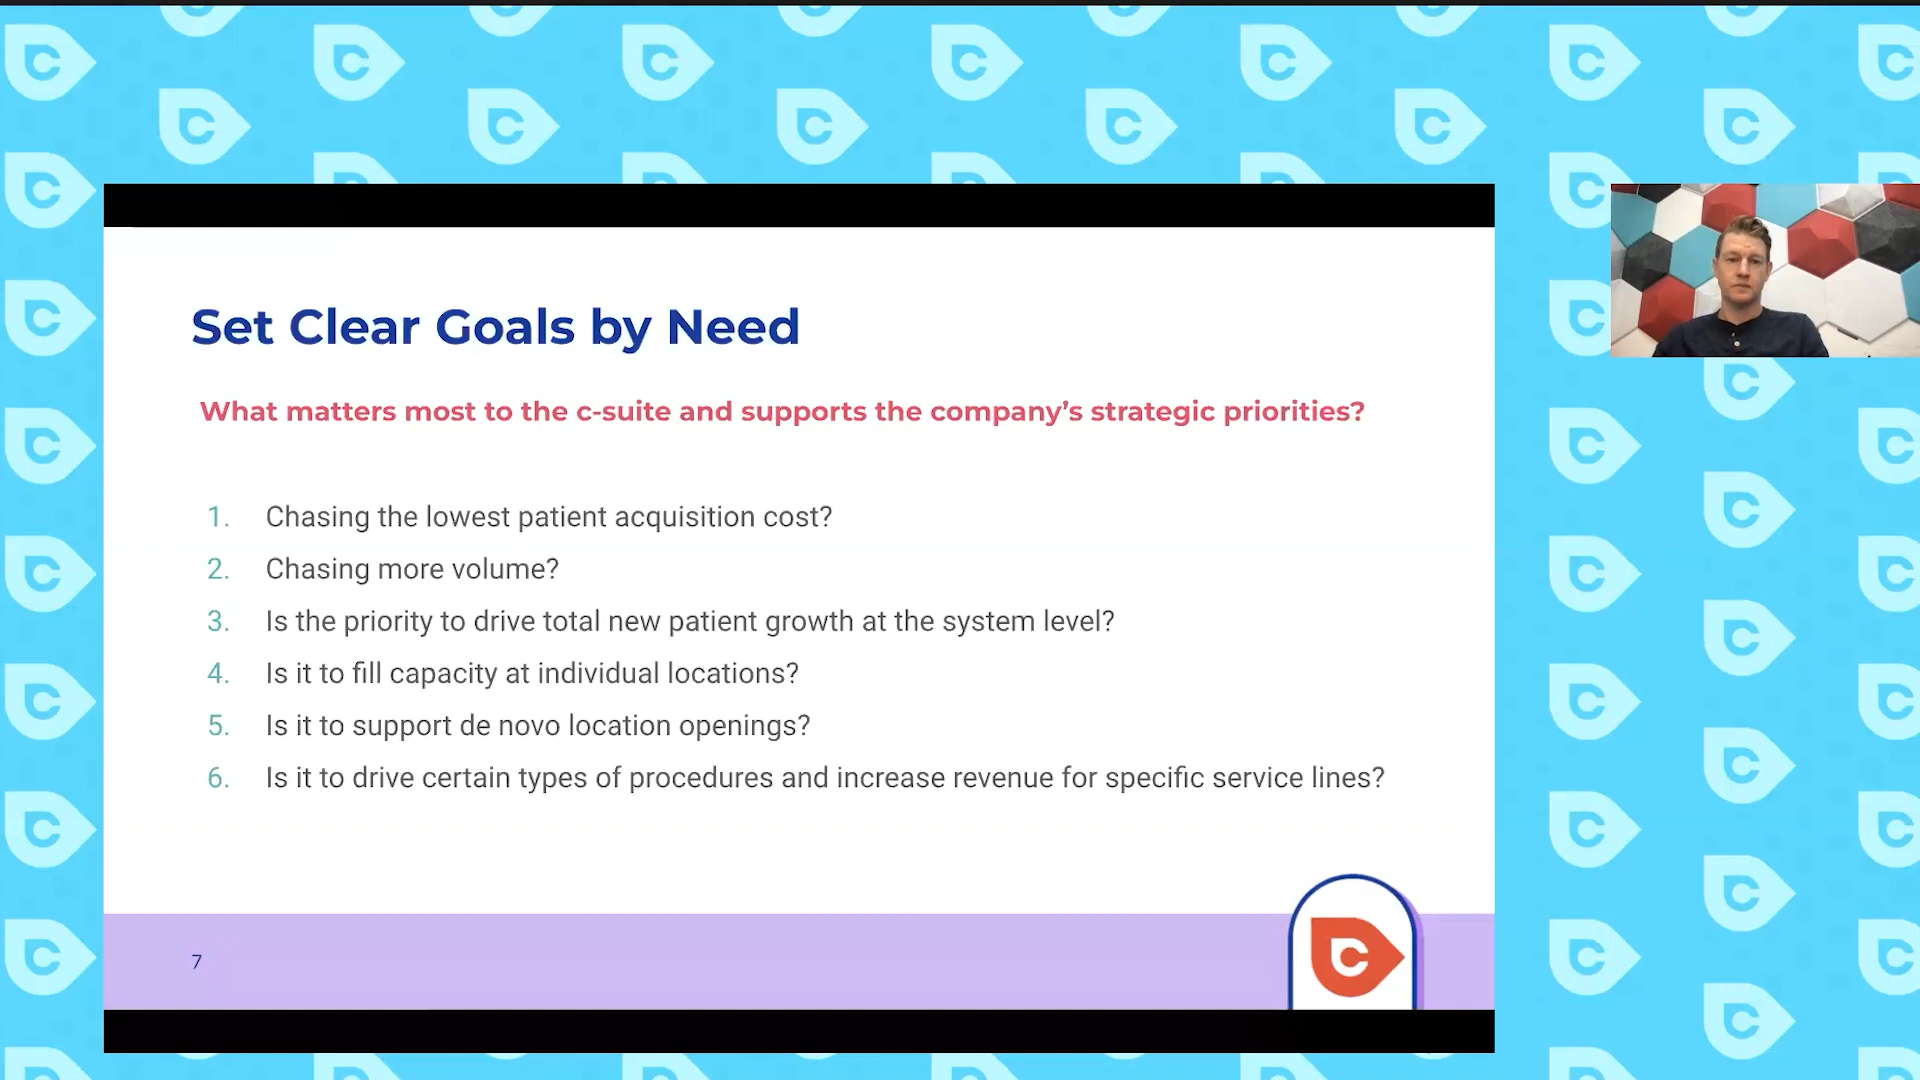 Set Clear Goals by Need
What matters most to the c-suite and supports the company’s strategic priorities?
1. Chasing the lowest patient acquisition cost?
2. Chasing more volume?
3. Is the priority to drive total new patient growth at the system level?
4. Is it to fill capacity at individual locations?
5. Is it to support de novo location openings?
6. Is it to drive certain types of procedures and increase revenue for specific service lines?
7
C